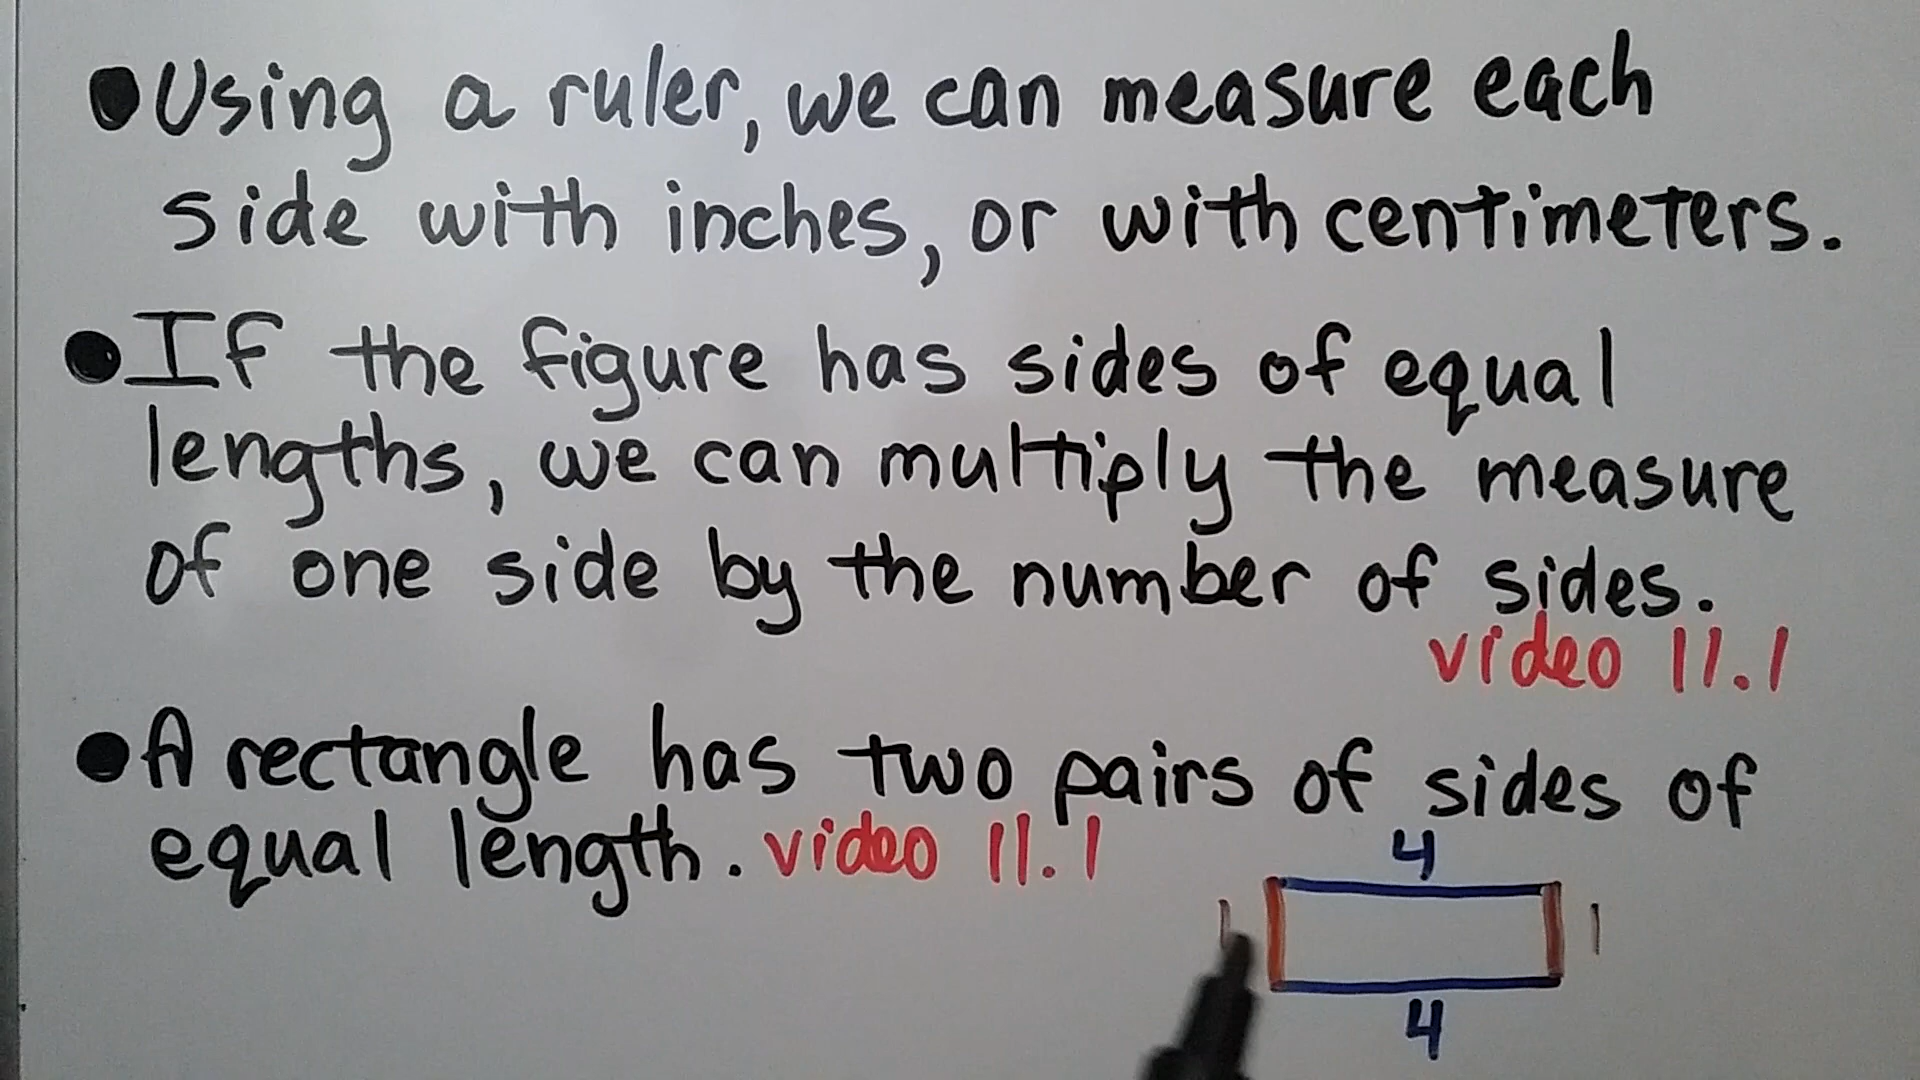 ●Using a ruler, we can measure each
side with inches, or with centimeters.
●If the figure has sides of equal
lengths, we can multiply the measure
of one side by the number of sides.
video 11.1
●A rectangle has two pairs of sides of
equal length. video 11.1
4
1 1
4